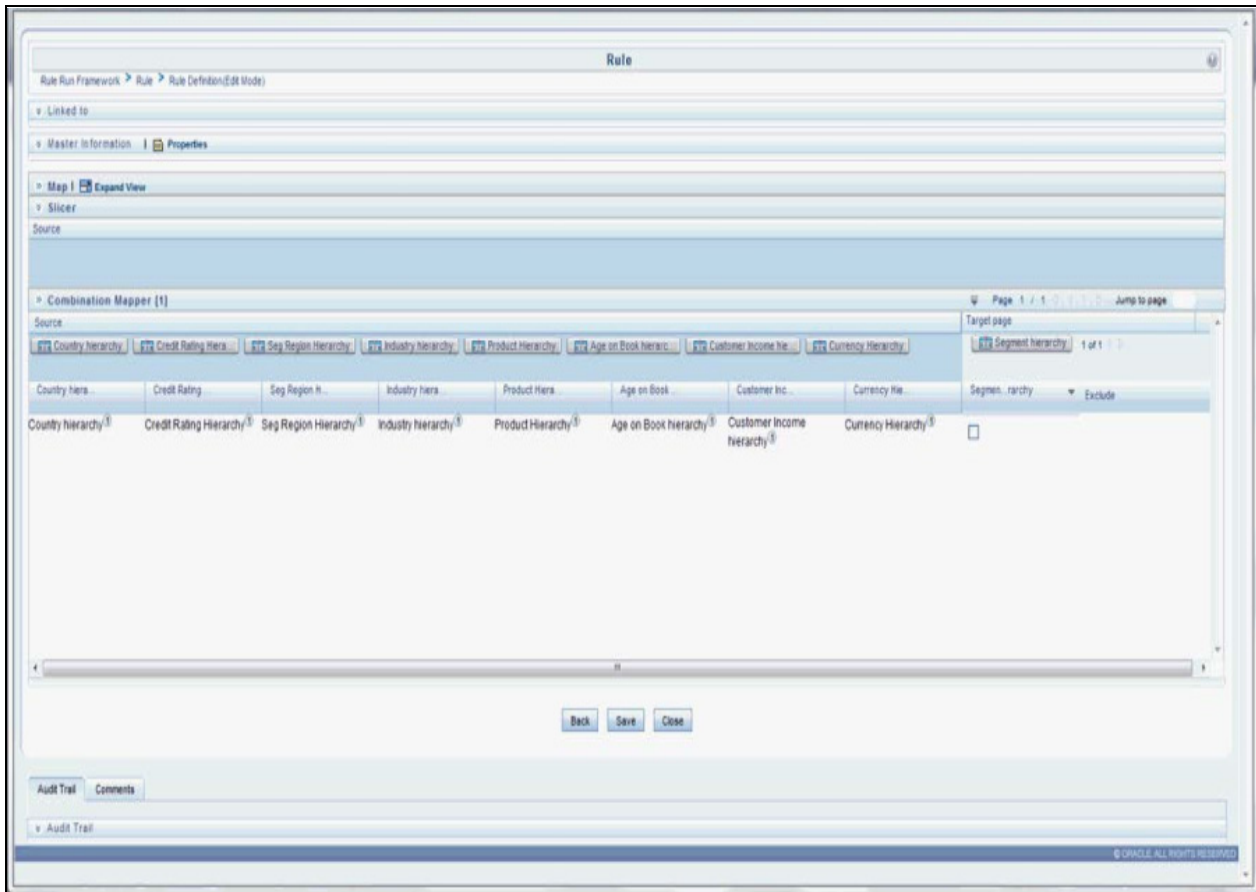 Rule
Rule Run Framework > Rule > Rule Definition(Edit Mode)
Linked to
Master Information | Properties
Map | Expand View
Slicer
Source
Combination Mapper [1] Page 1 / 1 Jump to page
Source Target page
Country hierarchy Credit Rating Hiera... Seg Region Hierarchy Industry hierarchy Product Hierarchy Age on Book hierarc... Customer Income hie... Currency Hierarchy Segment hierarchy 1 of 1
Country hiera... Credit Rating ... Seg Region H... Industry hiera... Product Hiera... Age on Book ... Customer Inc... Currency Hie... Segmen...rarchy Exclude
Country hierarchy Credit Rating Hierarchy Seg Region Hierarchy Industry hierarchy Product Hierarchy Age on Book hierarchy Customer Income Currency Hierarchy
hierarchy
Back Save Close
Audit Trail Comments
Audit Trail
© ORACLE. ALL RIGHTS RESERVED